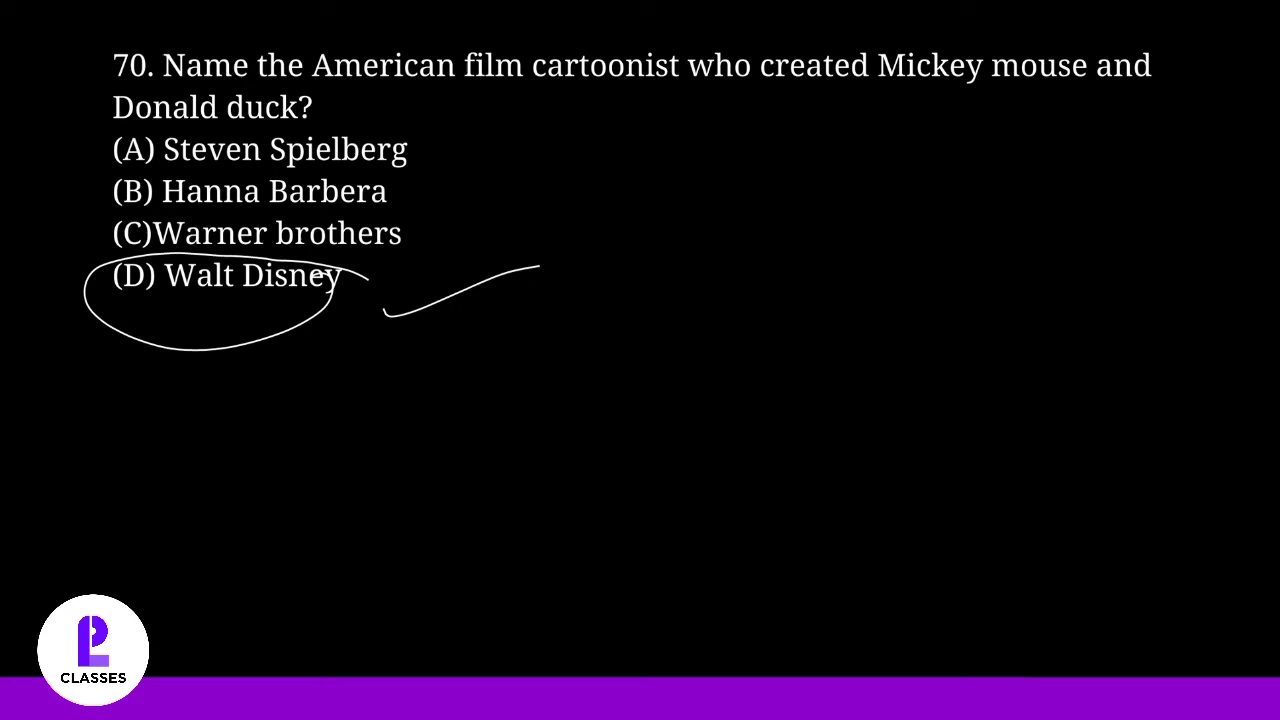 70. Name the American film cartoonist who created Mickey mouse and
Donald duck?
(A) Steven Spielberg
(B) Hanna Barbera
(C)Warner brothers
(D) Walt Disney
CLASSES